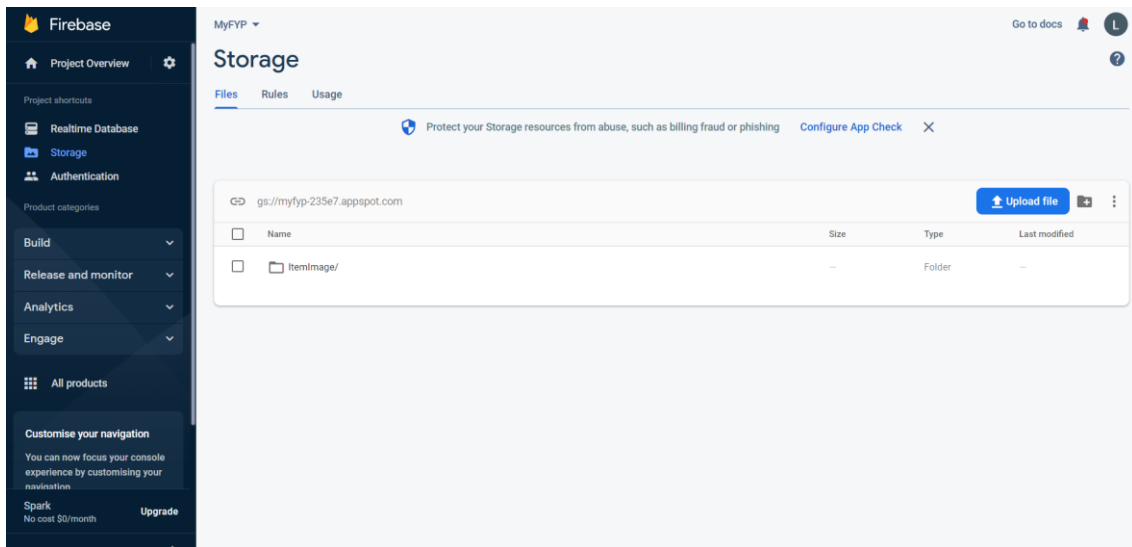 Firebase
Project Overview
Project shortcuts
Realtime Database
Storage
Authentication
Product categories
Build
Release and monitor
Analytics
Engage
All products
Customise your navigation
You can now focus your console
experience by customising your
navigation
Spark
No cost $0/month
Upgrade
MyFYP
Go to docs
L
Storage
?
Files Rules Usage
Protect your Storage resources from abuse, such as billing fraud or phishing Configure App Check
gs://myfyp-235e7.appspot.com
Upload file
Name Size Type Last modified
ItemImage/ — Folder —